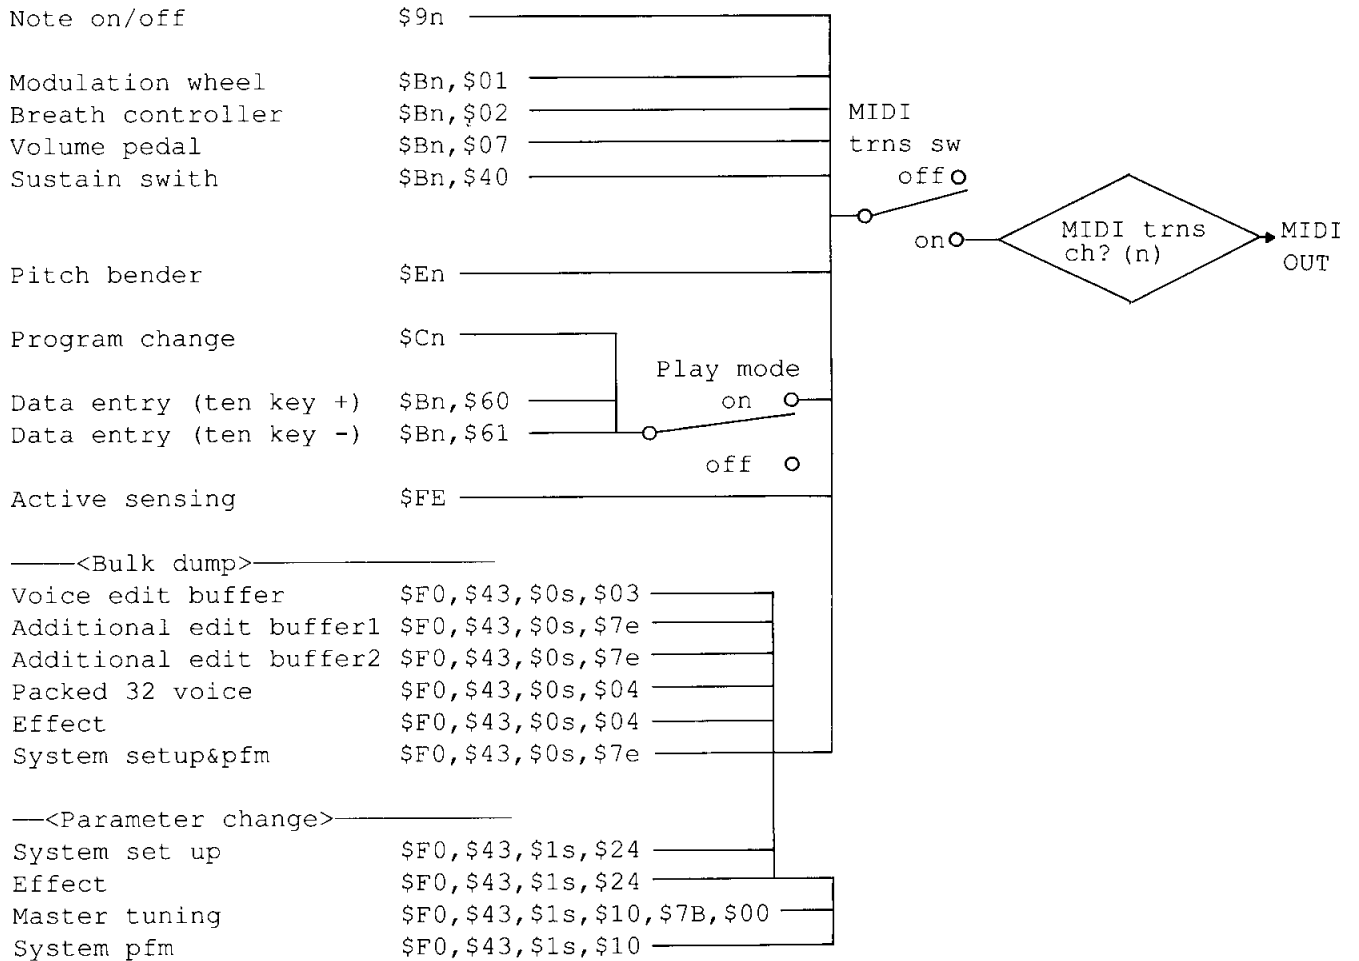 Note on/off $9n
Modulation wheel $Bn,$01
Breath controller $Bn,$02 MIDI
Volume pedal $Bn,$07 trns sw
Sustain swith $Bn,$40 off
on MIDI trns MIDI
ch?(n) OUT
Pitch bender $En
Program change $Cn
Play mode
Data entry (ten key +) $Bn,$60 on
Data entry (ten key -) $Bn,$61
off
Active sensing $FE
<Bulk dump>
Voice edit buffer $F0,$43,$0s,$03
Additional edit buffer1 $F0,$43,$0s,$7e
Additional edit buffer2 $F0,$43,$0s,$7e
Packed 32 voice $F0,$43,$0s,$04
Effect $F0,$43,$0s,$04
System setup&pfm $F0,$43,$0s,$7e
<Parameter change>
System set up $F0,$43,$1s,$24
Effect $F0,$43,$1s,$24
Master tuning $F0,$43,$1s,$10,$7B,$00
System pfm $F0,$43,$1s,$10